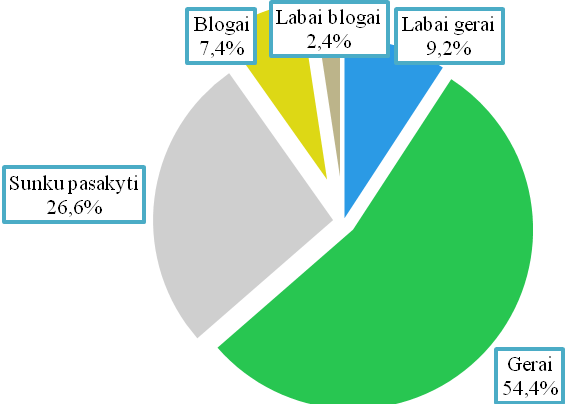 Blogai
7,4%
Labai blogai
2,4%
Labai gerai
9,2%
Sunku pasakyti
26,6%
Gerai
54,4%